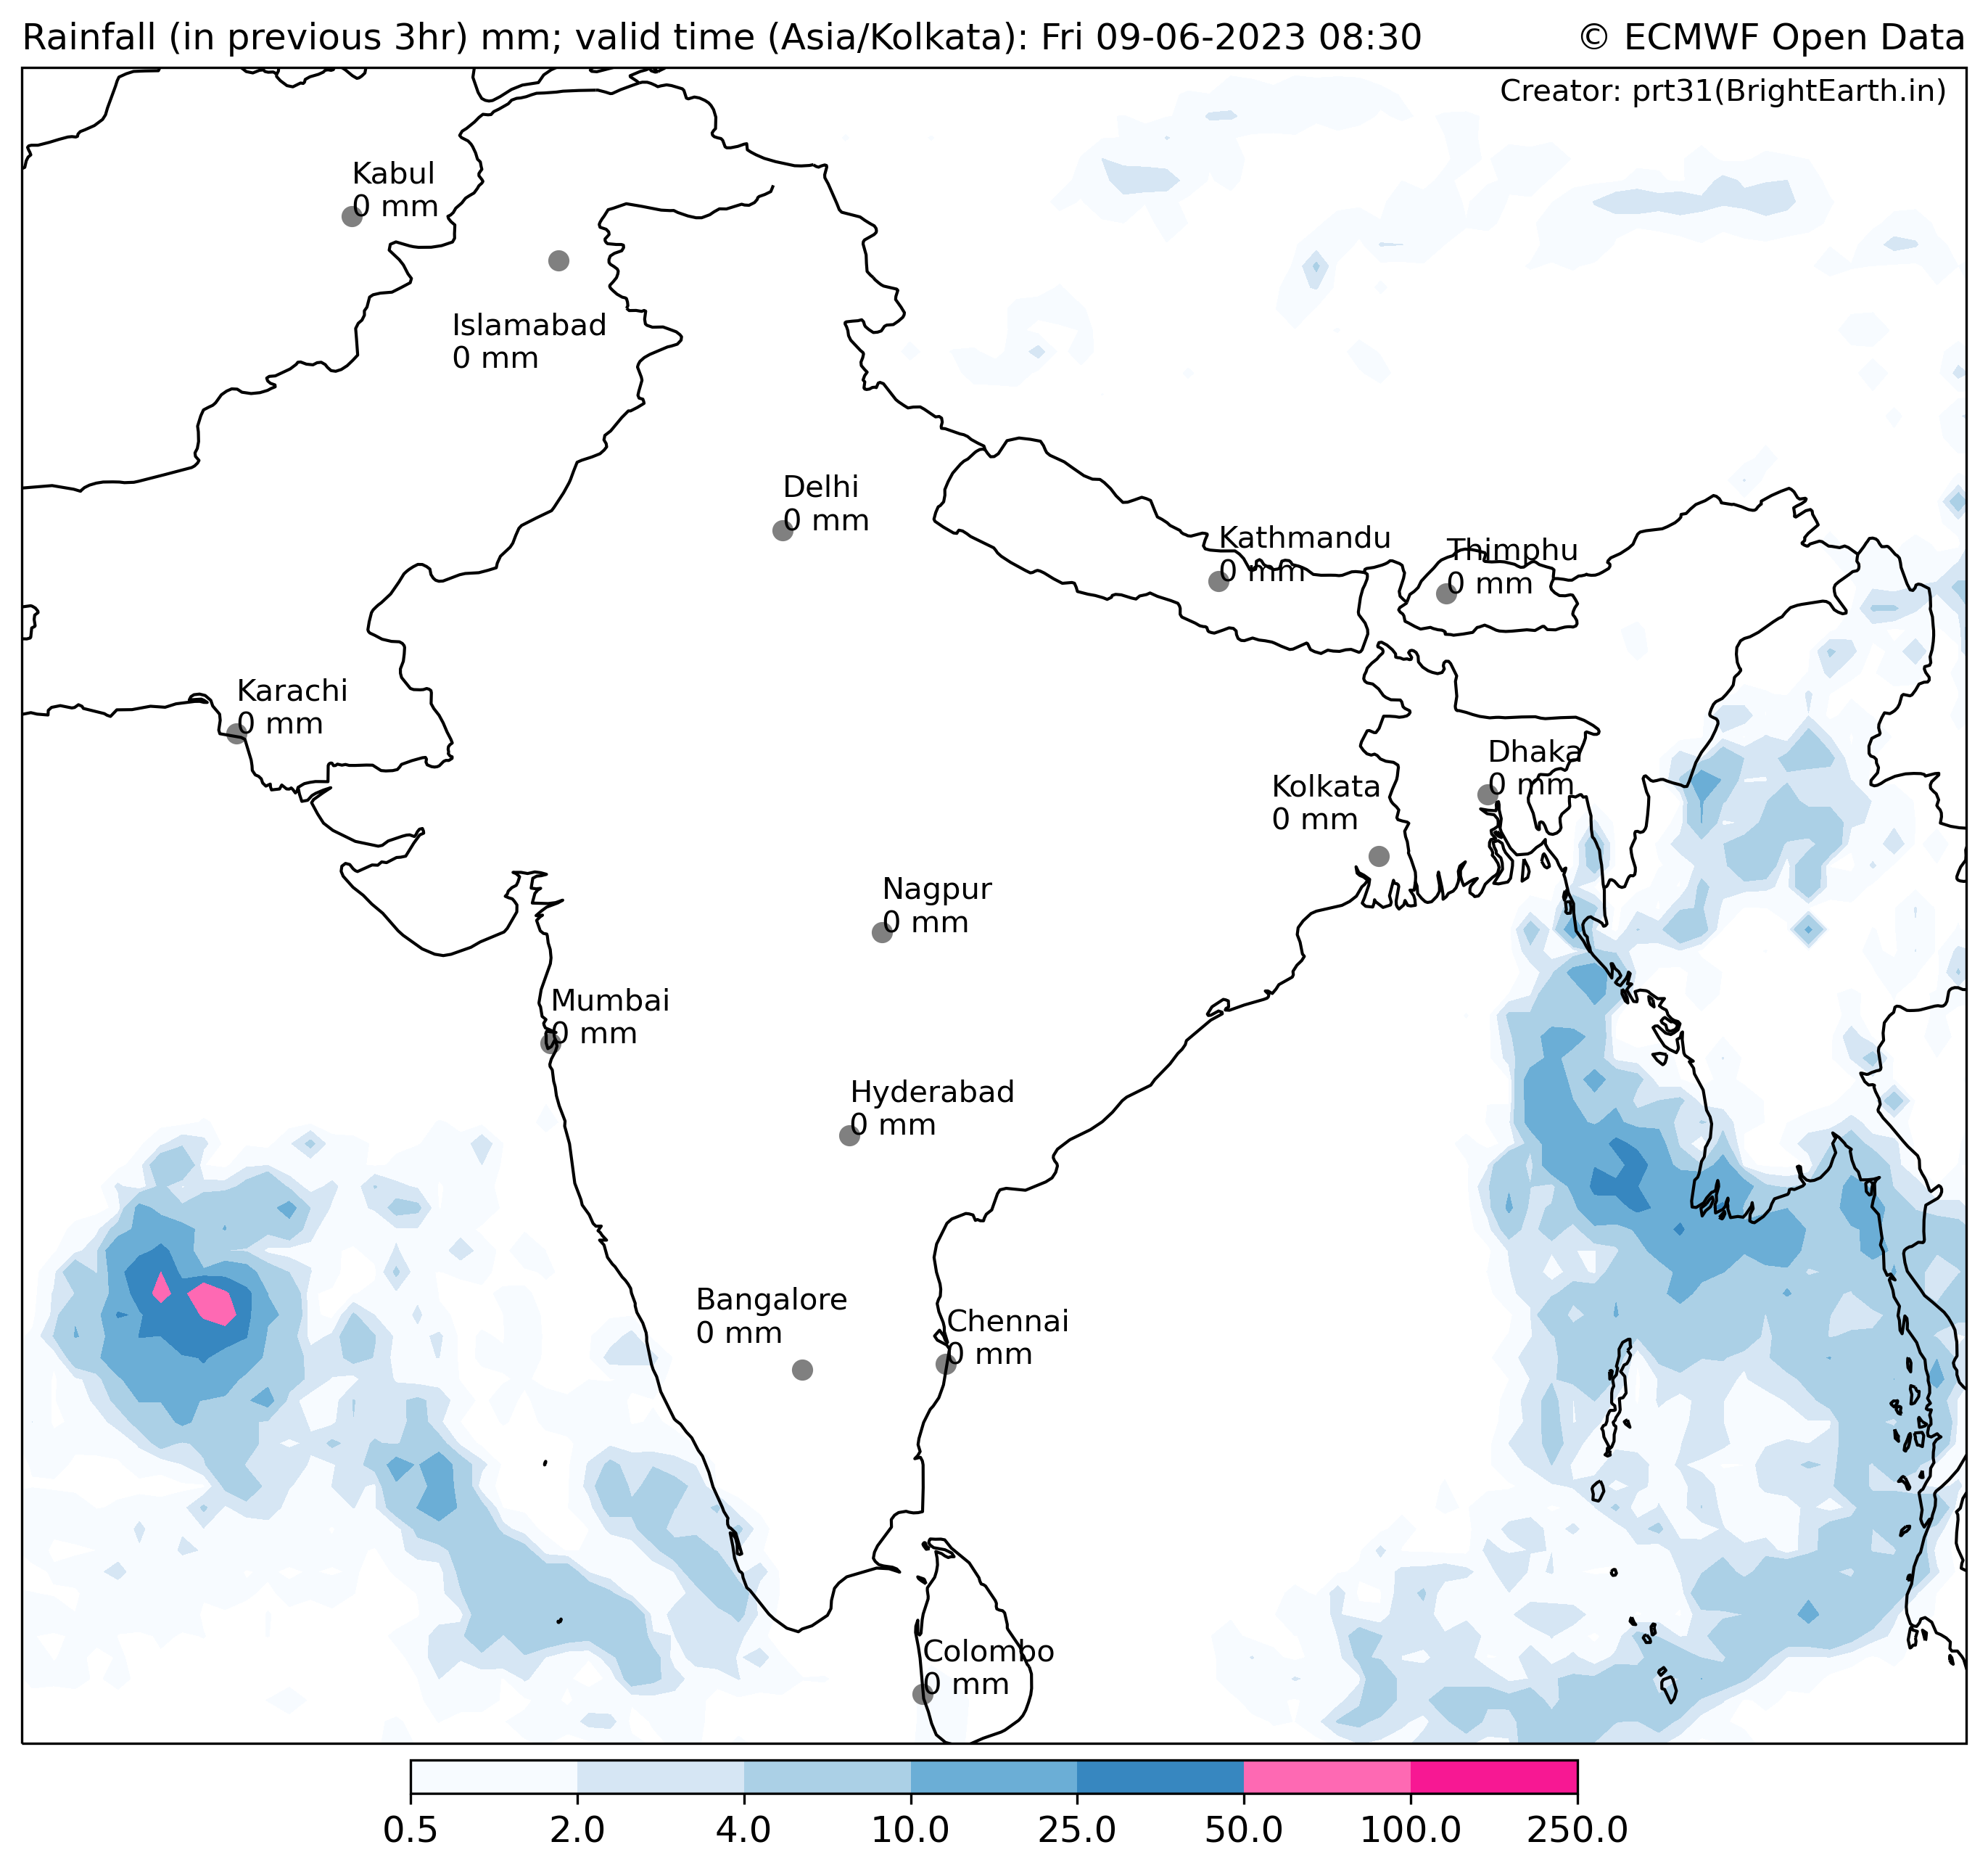 Rainfall (in previous 3hr) mm; valid time (Asia/Kolkata): Fri 09-06-2023 08:30
© ECMWF Open Data
Creator: prt31(BrightEarth.in)
Kabul
0 mm
Islamabad
0 mm
Delhi
0 mm
Kathmandu
0 mm
Thimphu
0 mm
Karachi
0 mm
Dhaka
0 mm
Kolkata
0 mm
Nagpur
0 mm
Mumbai
0 mm
Hyderabad
0 mm
Bangalore
0 mm
Chennai
0 mm
Colombo
0 mm
0.5 2.0 4.0 10.0 25.0 50.0 100.0 250.0